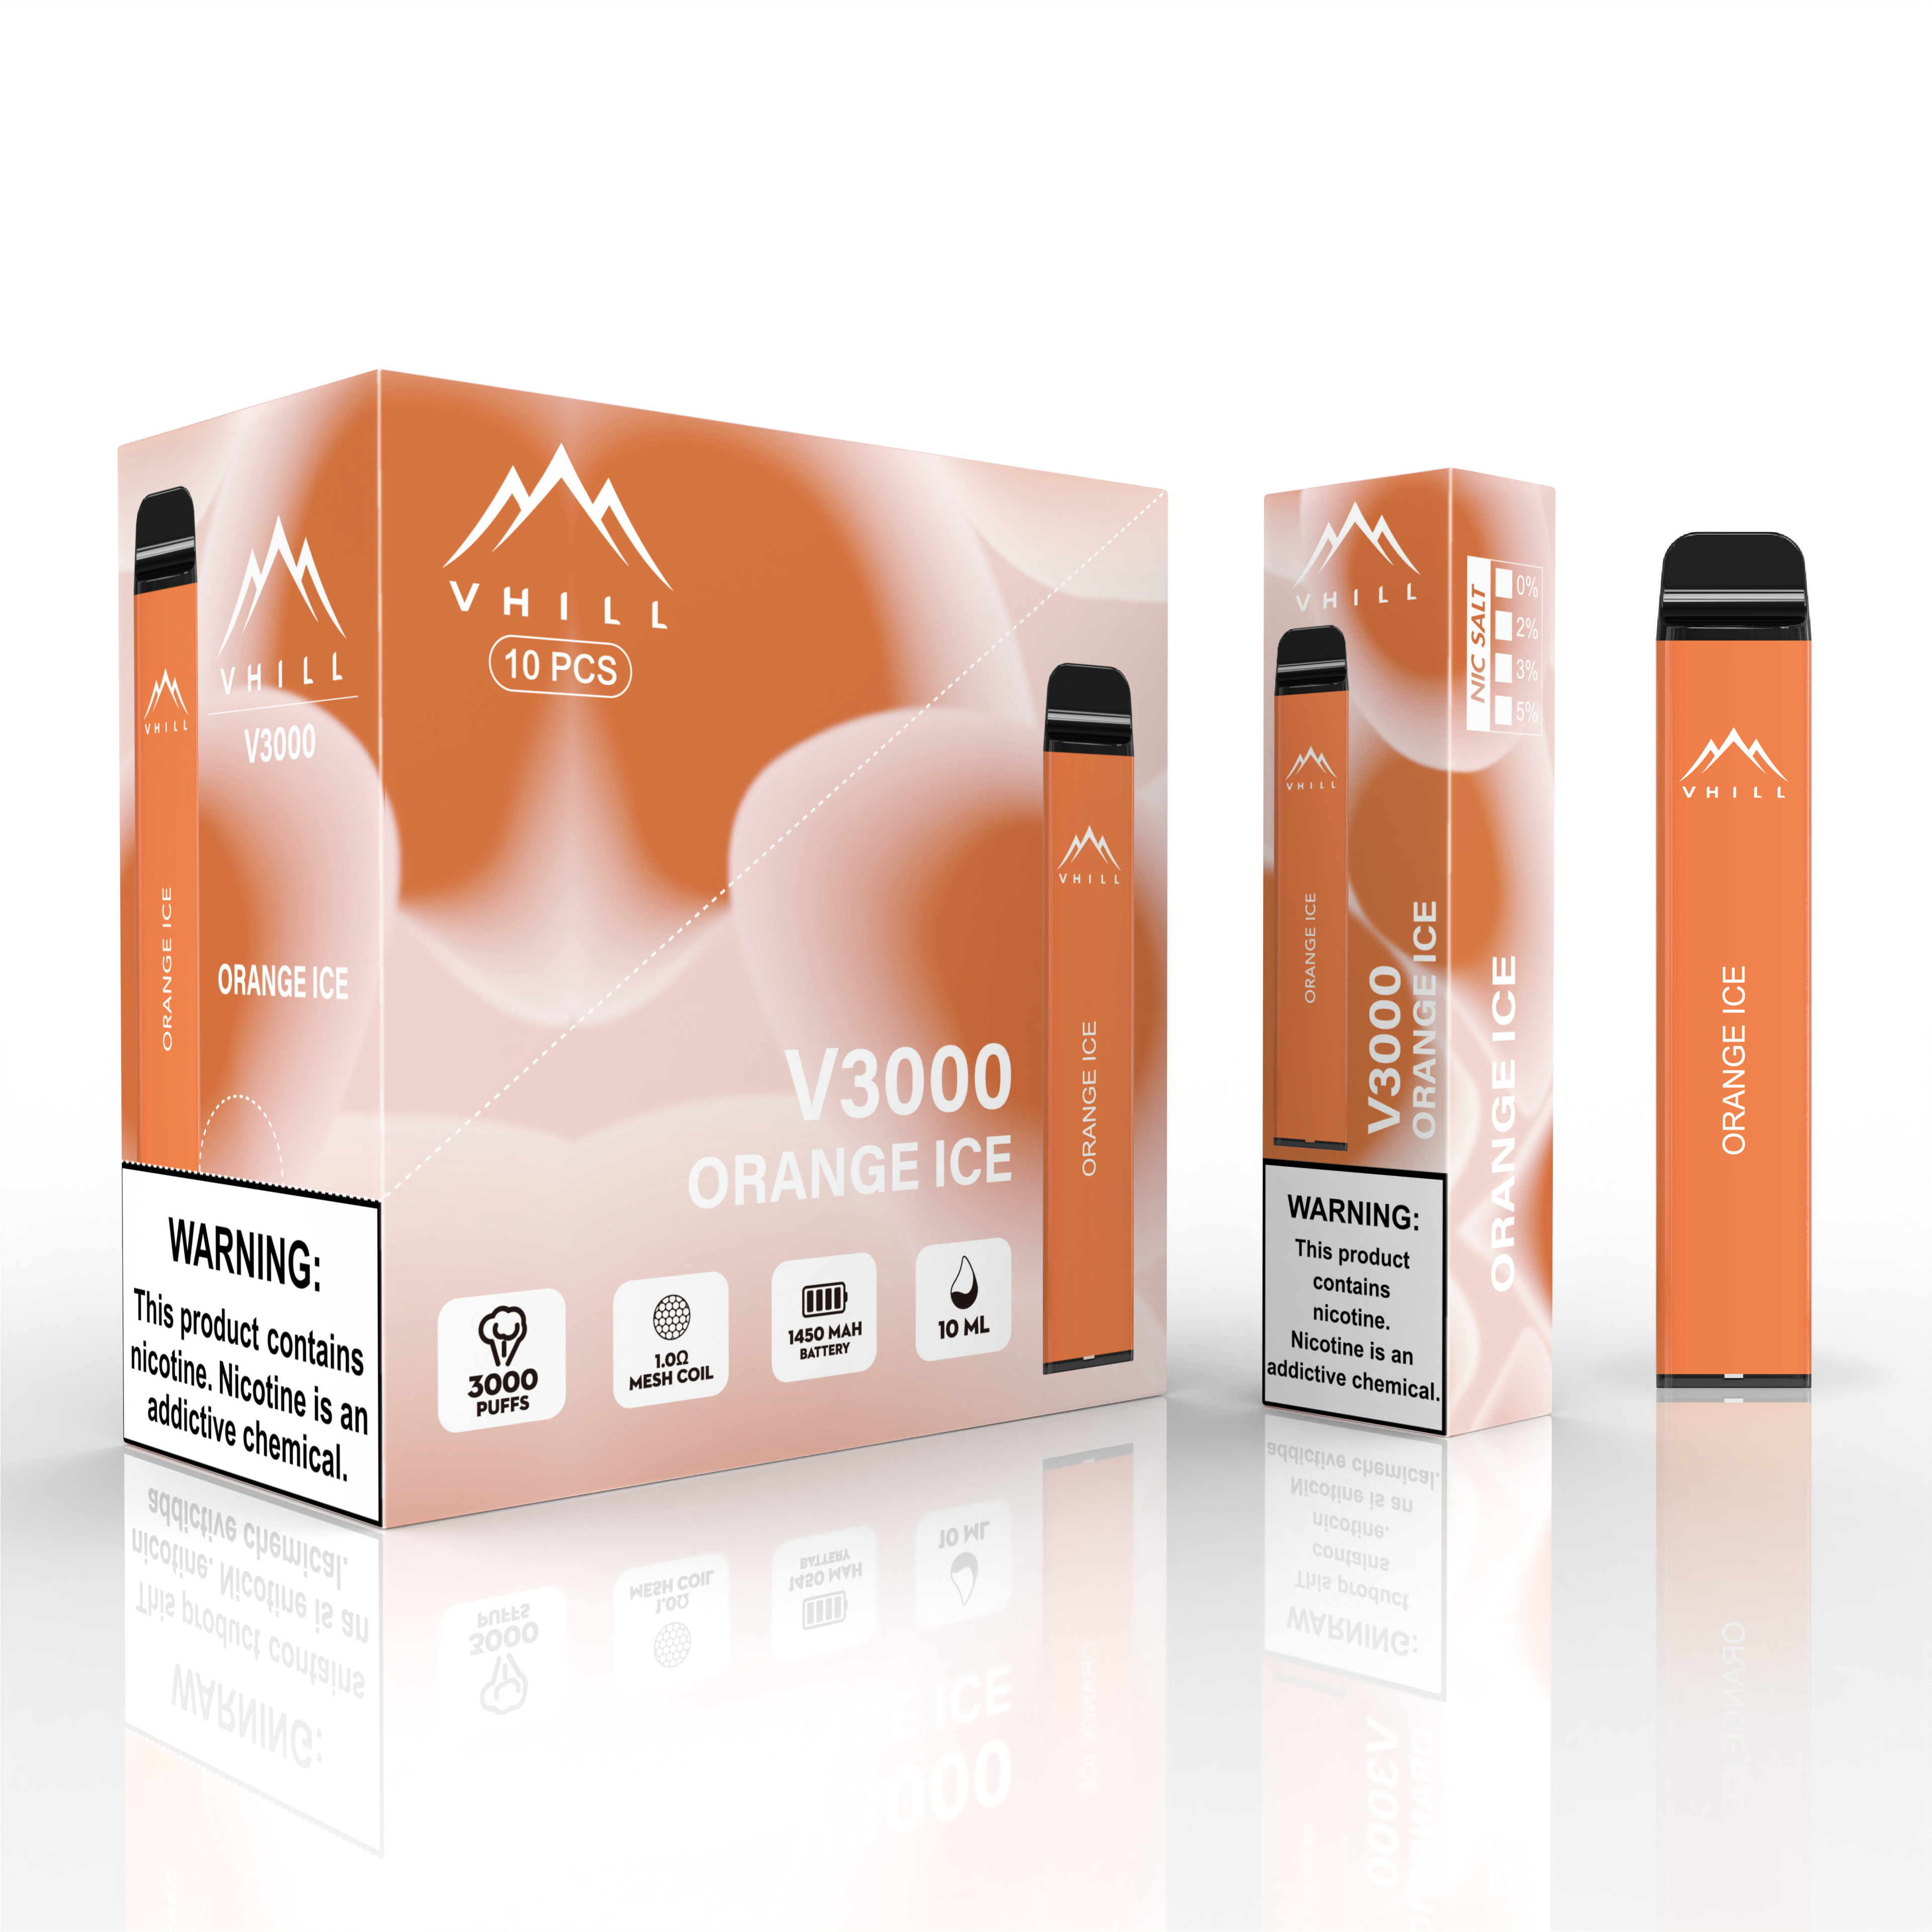 VHILL
ORANGE ICE
VHILL
V3000
ORANGE ICE
WARNING:
This product contains
nicotine. Nicotine is an
addictive chemical.
VHILL
10 PCS
V3000
ORANGE ICE
3000
PUFFS
1.0Ω
MESH COIL
1450 MAH
BATTERY
10 ML
VHILL
ORANGE ICE
VHILL
VHILL
ORANGE ICE
V3000
ORANGE ICE
WARNING:
This product
contains
nicotine.
Nicotine is an
addictive chemical.
NIC SALT
0%
2%
3%
5%
ORANGE ICE
VHILL
ORANGE ICE